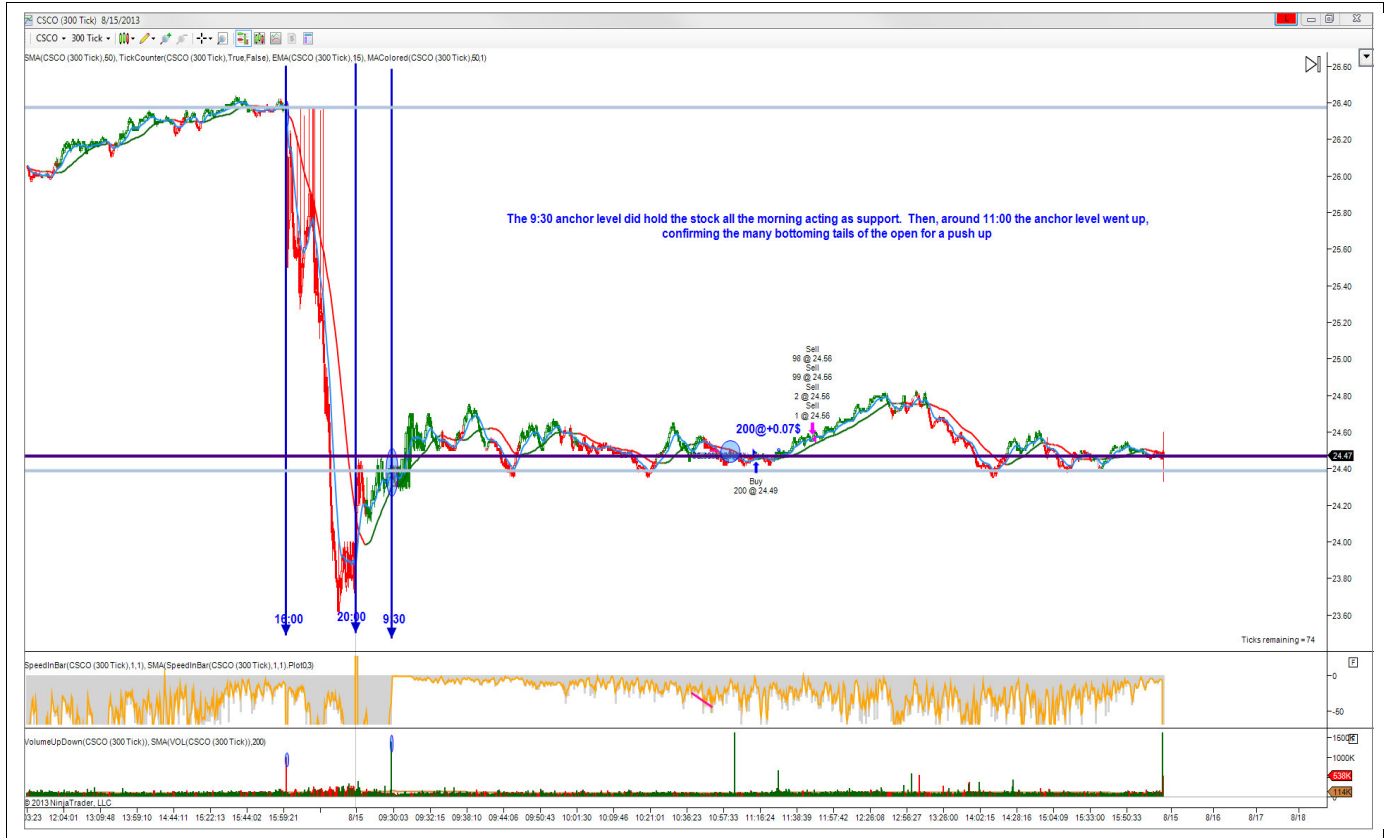 CSCO (300 Tick) 8/15/2013
CSCO 300 Tick
SMA(CSCO (300 Tick),50), TickCounter(CSCO (300 Tick),True,False), EMA(CSCO (300 Tick),15), MAColored(CSCO (300 Tick),50,1)
26.60
26.40
26.20
26.00
25.80
The 9:30 anchor level did hold the stock all the morning acting as support. Then, around 11:00 the anchor level went up,
confirming the many bottoming tails of the open for a push up
25.60
25.40
25.20
25.00
Sell
98 @ 24.56
Sell
99 @ 24.56
Sell
2 @ 24.56
Sell
1 @ 24.56
24.80
200@+0.07$
24.60
24.47
24.40
Buy
200 @ 24.49
24.20
24.00
23.80
23.60
16:00 20:00 9:30
Ticks remaining = 74
SpeedInBar(CSCO (300 Tick),1,1), SMA(SpeedInBar(CSCO (300 Tick),1,1).Plot0,3)
F
0
-50
VolumeUpDown(CSCO (300 Tick)), SMA(VOL(CSCO (300 Tick)),200)
F
1500K
1000K
538K
114K
0
© 2013 NinjaTrader, LLC
03:23 12:04:01 13:09:48 13:59:10 14:44:11 15:22:13 15:44:02 15:59:21 8/15 09:30:03 09:32:15 09:44:06 09:50:43 10:01:30 10:09:46 10:21:01 10:36:23 10:57:33 11:16:24 11:38:39 11:57:42 12:26:08 12:56:27 13:26:00 14:02:15 14:28:16 15:04:09 15:33:00 15:50:33 8/15 8/16 8/17 8/18